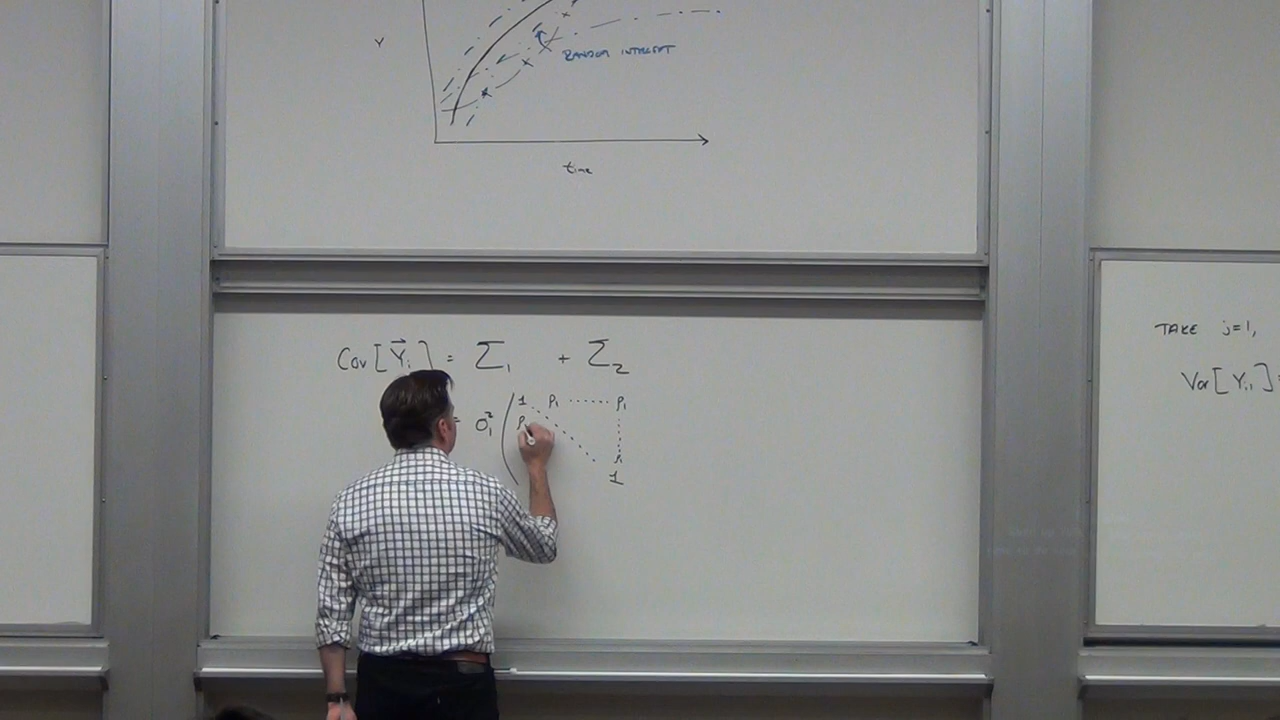 Y
RANDOM INTERCEPT
time
Cov[Y⃗ᵢ] = Σ₁ + Σ₂
= σ₁² ( 1 ρ₁ ...... ρ₁
ρ
ρ₁
1
TAKE j=1,
Var[Yᵢ₁] =